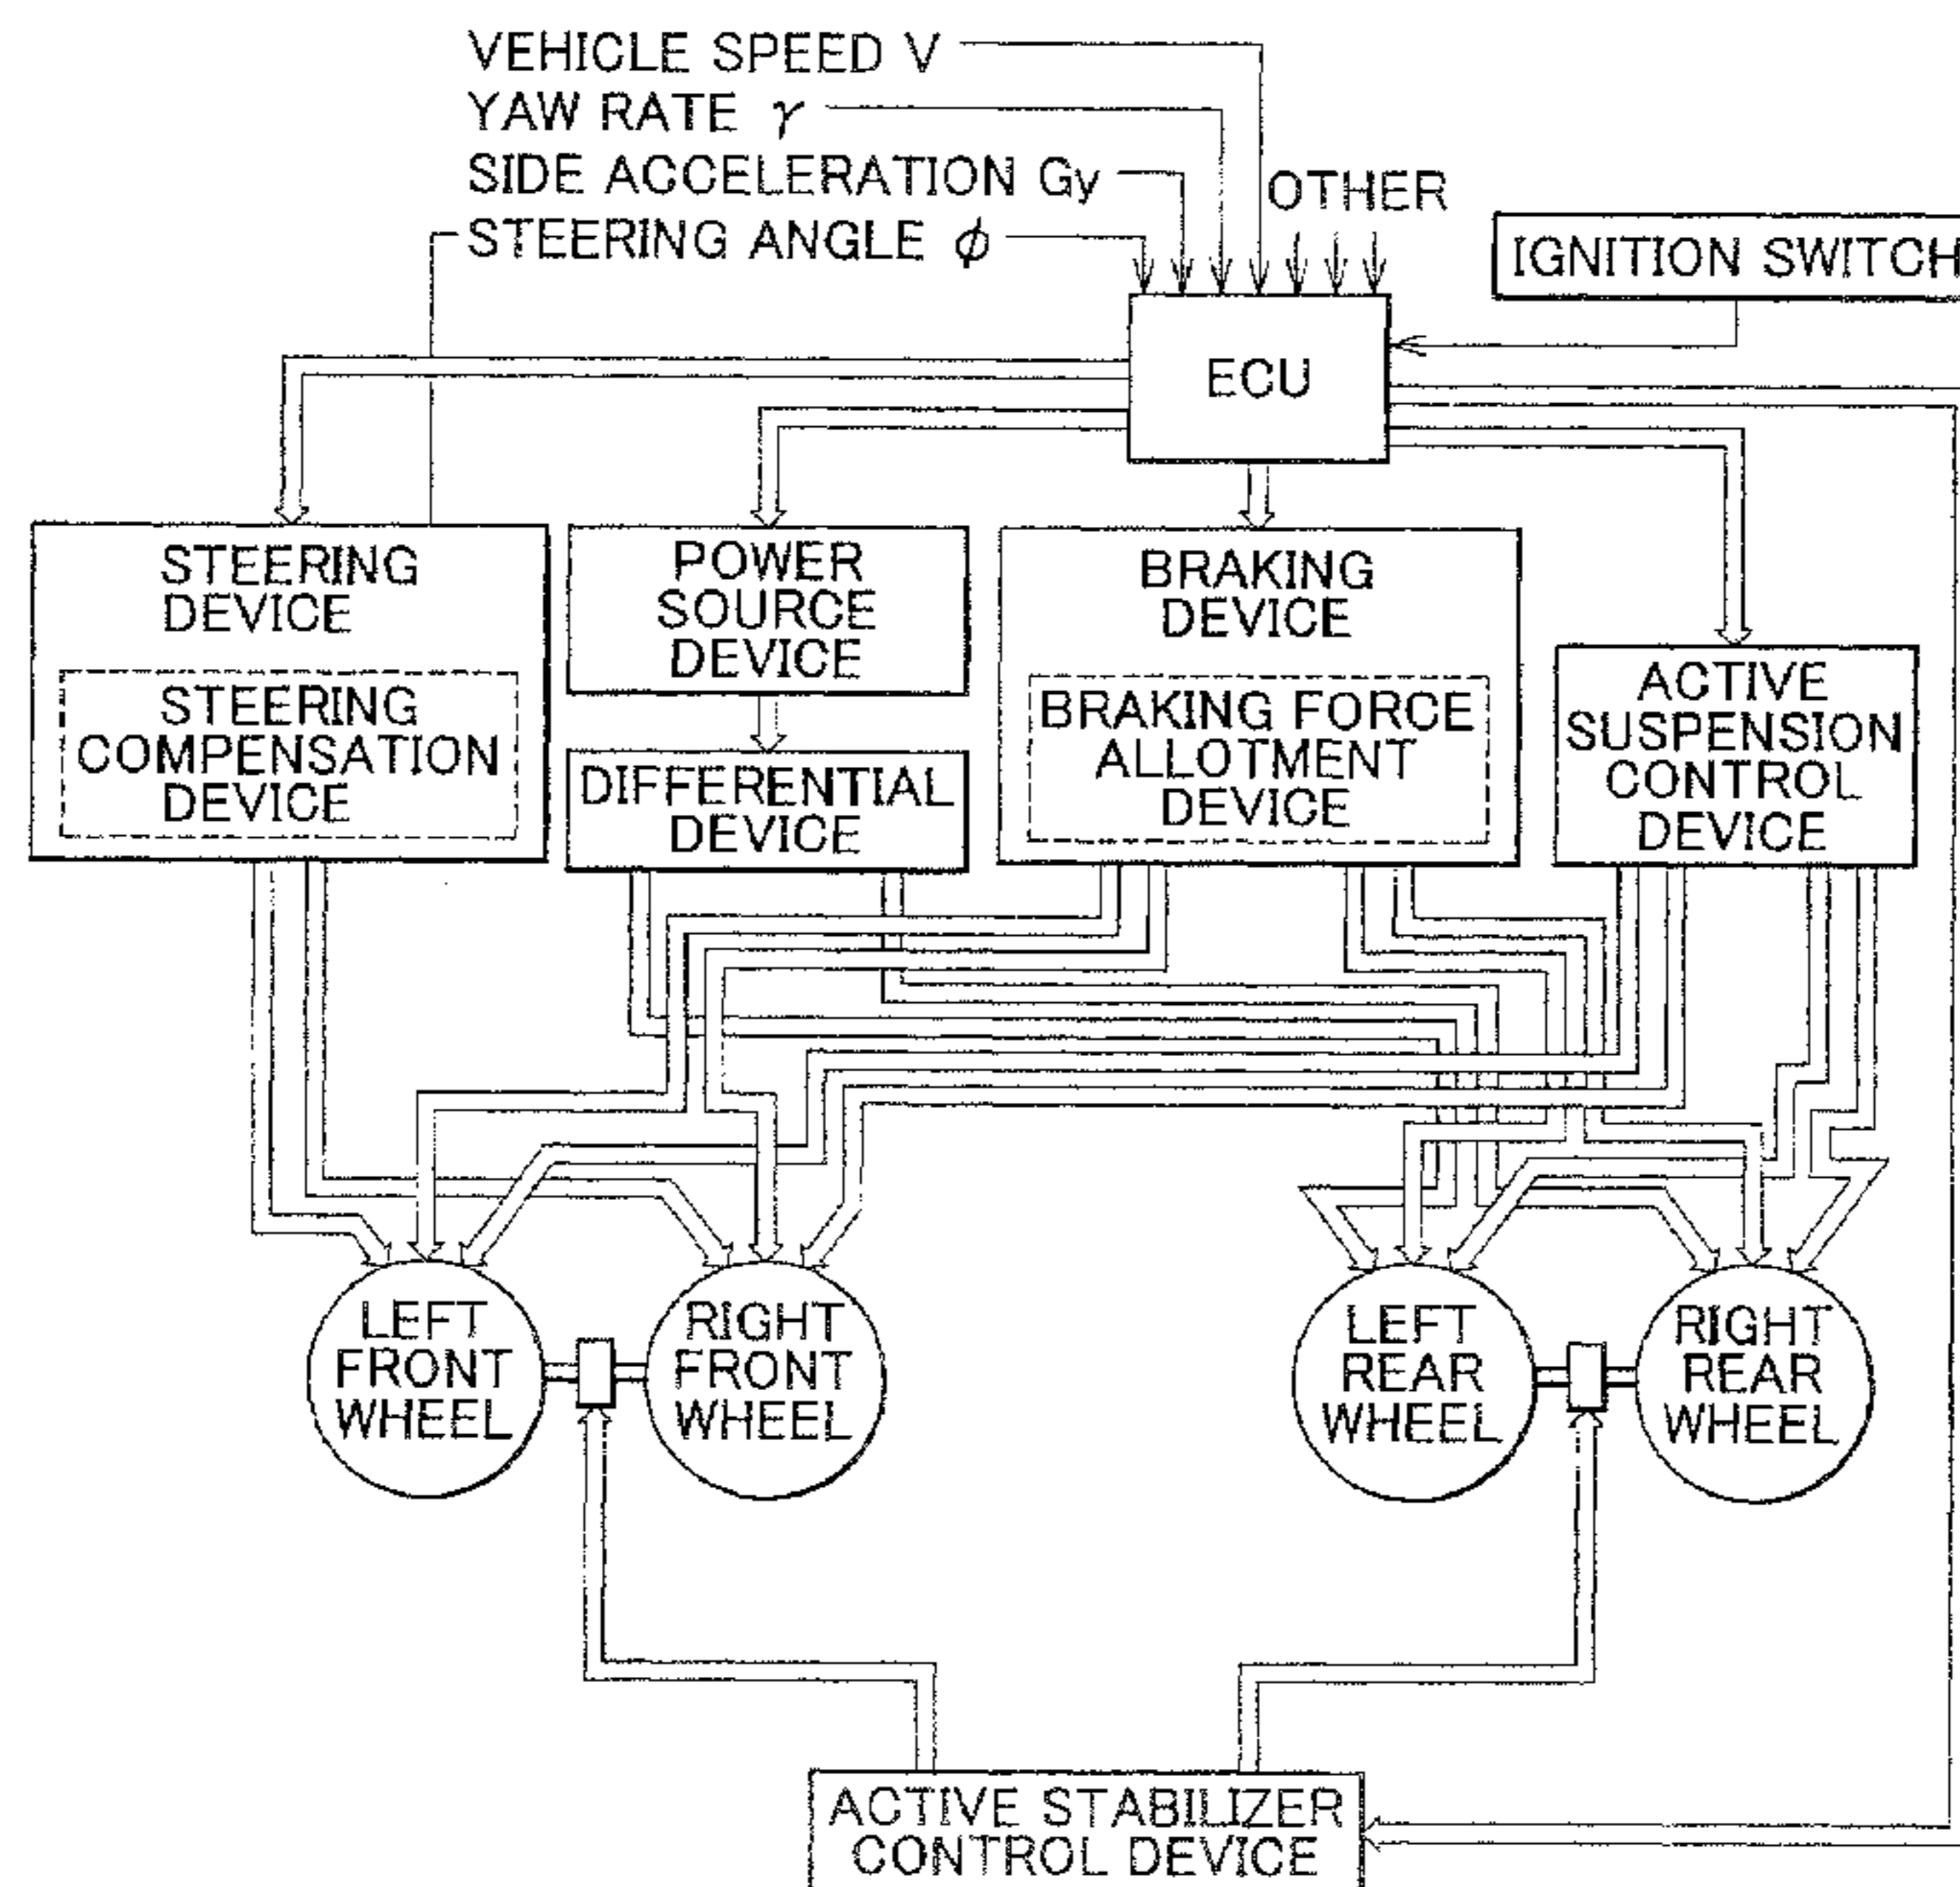 VEHICLE SPEED V
YAW RATE γ
SIDE ACCELERATION Gy
OTHER
STEERING ANGLE ϕ
IGNITION SWITCH
ECU
STEERING
DEVICE
STEERING
COMPENSATION
DEVICE
POWER
SOURCE
DEVICE
DIFFERENTIAL
DEVICE
BRAKING
DEVICE
BRAKING FORCE
ALLOTMENT
DEVICE
ACTIVE
SUSPENSION
CONTROL
DEVICE
LEFT
FRONT
WHEEL
RIGHT
FRONT
WHEEL
LEFT
REAR
WHEEL
RIGHT
REAR
WHEEL
ACTIVE STABILIZER
CONTROL DEVICE